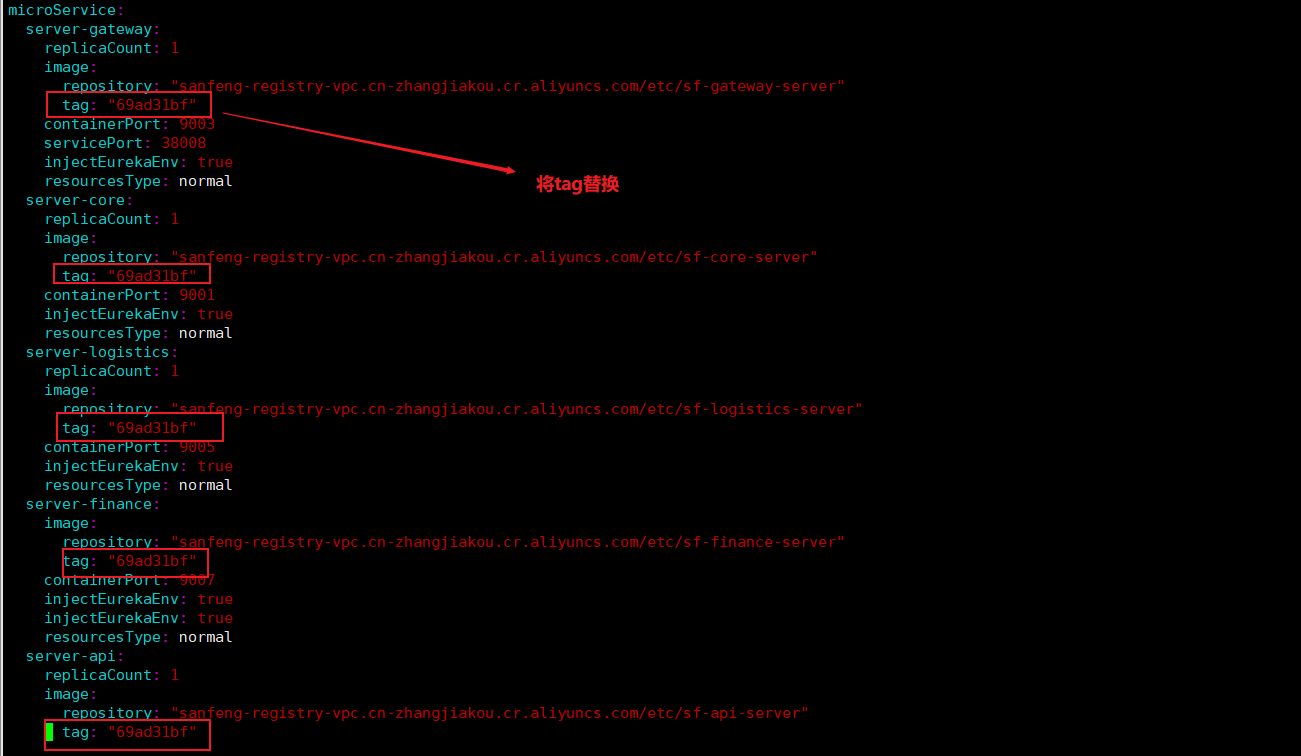 microService:
  server-gateway:
    replicaCount: 1
    image:
      repository: "sanfeng-registry-vpc.cn-zhangjiakou.cr.aliyuncs.com/etc/sf-gateway-server"
      tag: "69ad31bf"
    containerPort: 9003
    servicePort: 38008
    injectEurekaEnv: true
    resourcesType: normal
将tag替换
  server-core:
    replicaCount: 1
    image:
      repository: "sanfeng-registry-vpc.cn-zhangjiakou.cr.aliyuncs.com/etc/sf-core-server"
      tag: "69ad31bf"
    containerPort: 9001
    injectEurekaEnv: true
    resourcesType: normal
  server-logistics:
    replicaCount: 1
    image:
      repository: "sanfeng-registry-vpc.cn-zhangjiakou.cr.aliyuncs.com/etc/sf-logistics-server"
      tag: "69ad31bf"
    containerPort: 9005
    injectEurekaEnv: true
    resourcesType: normal
  server-finance:
    image:
      repository: "sanfeng-registry-vpc.cn-zhangjiakou.cr.aliyuncs.com/etc/sf-finance-server"
      tag: "69ad31bf"
    containerPort: 9007
    injectEurekaEnv: true
    injectEurekaEnv: true
    resourcesType: normal
  server-api:
    replicaCount: 1
    image:
      repository: "sanfeng-registry-vpc.cn-zhangjiakou.cr.aliyuncs.com/etc/sf-api-server"
      tag: "69ad31bf"